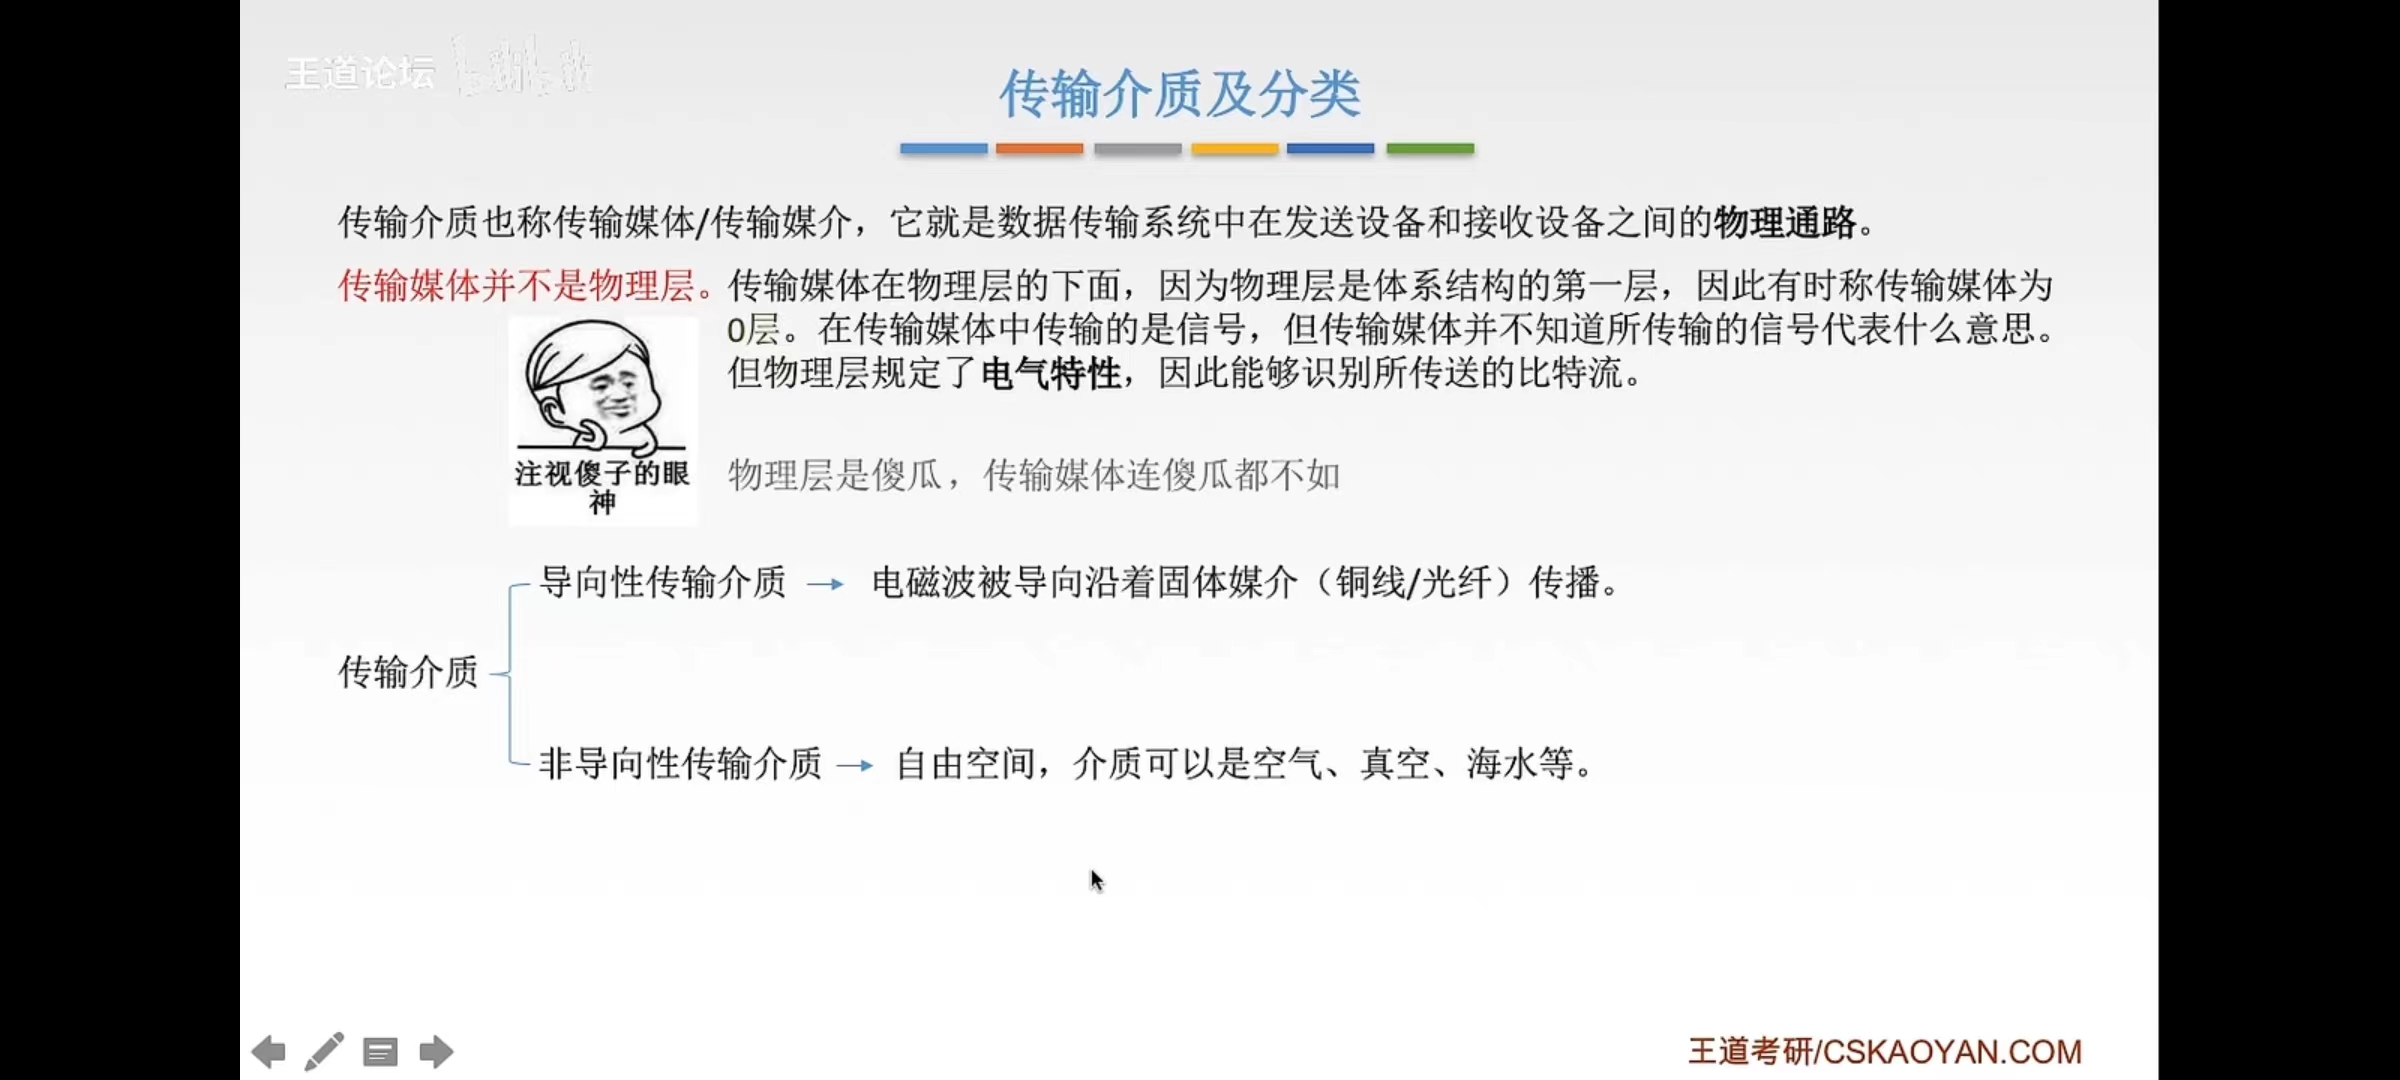 王道论坛 bilibili
传输介质及分类
传输介质也称传输媒体/传输媒介，它就是数据传输系统中在发送设备和接收设备之间的物理通路。
传输媒体并不是物理层。传输媒体在物理层的下面，因为物理层是体系结构的第一层，因此有时称传输媒体为
0层。在传输媒体中传输的是信号，但传输媒体并不知道所传输的信号代表什么意思。
但物理层规定了电气特性，因此能够识别所传送的比特流。
注视傻子的眼
神
物理层是傻瓜，传输媒体连傻瓜都不如
导向性传输介质 → 电磁波被导向沿着固体媒介（铜线/光纤）传播。
传输介质
非导向性传输介质 → 自由空间，介质可以是空气、真空、海水等。
王道考研/CSKAOYAN.COM